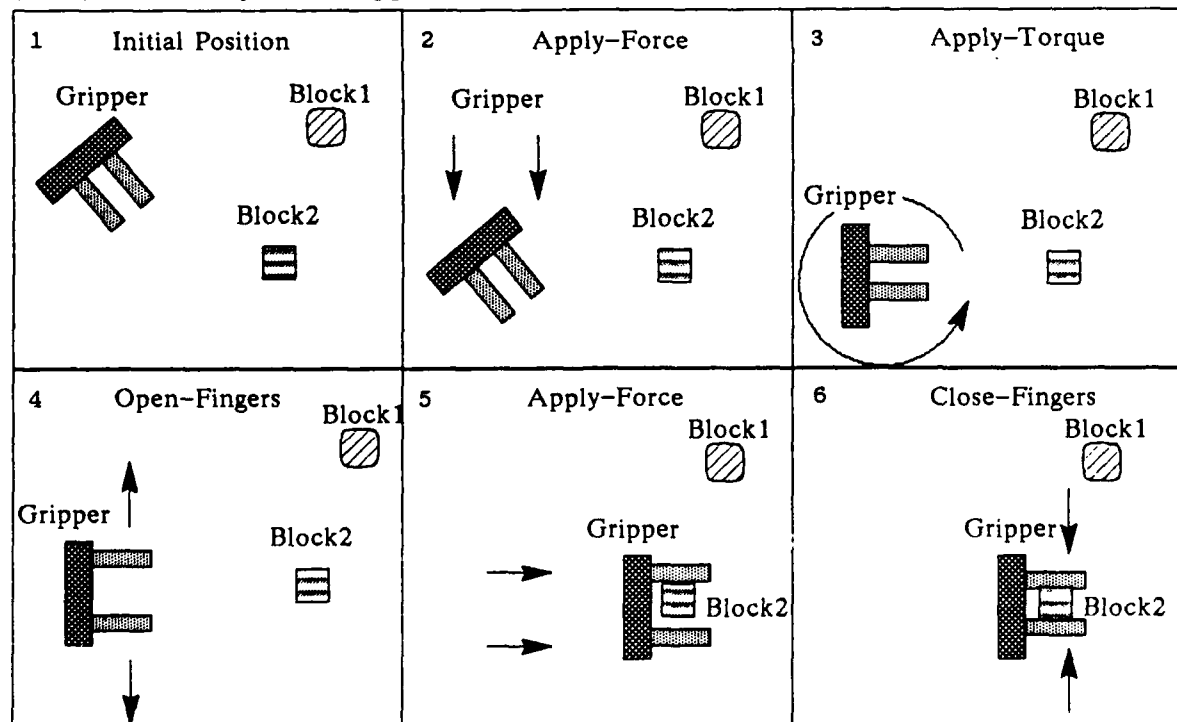 1 Initial Position
Gripper
Block1
Block2
2 Apply-Force
Gripper
Block1
Block2
3 Apply-Torque
Block1
Gripper
Block2
4 Open-Fingers
Block1
Gripper
Block2
5 Apply-Force
Block1
Gripper
Block2
6 Close-Fingers
Block1
Gripper
Block2